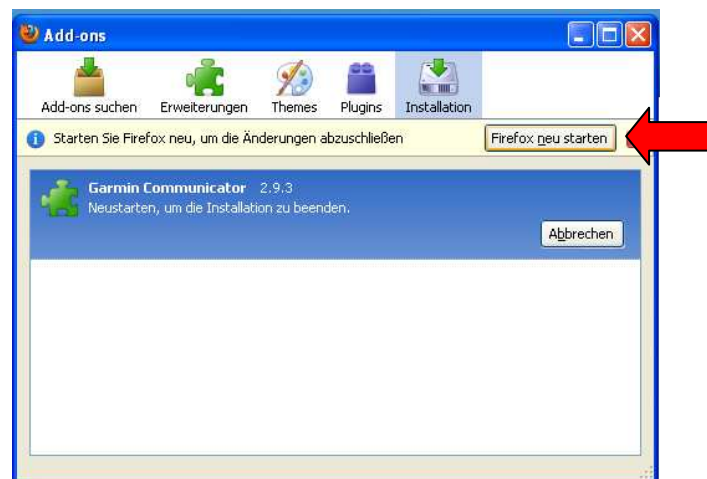 Add-ons
Add-ons suchen Erweiterungen Themes Plugins Installation
Starten Sie Firefox neu, um die Änderungen abzuschließen Firefox neu starten
Garmin Communicator 2.9.3
Neustarten, um die Installation zu beenden.
Abbrechen